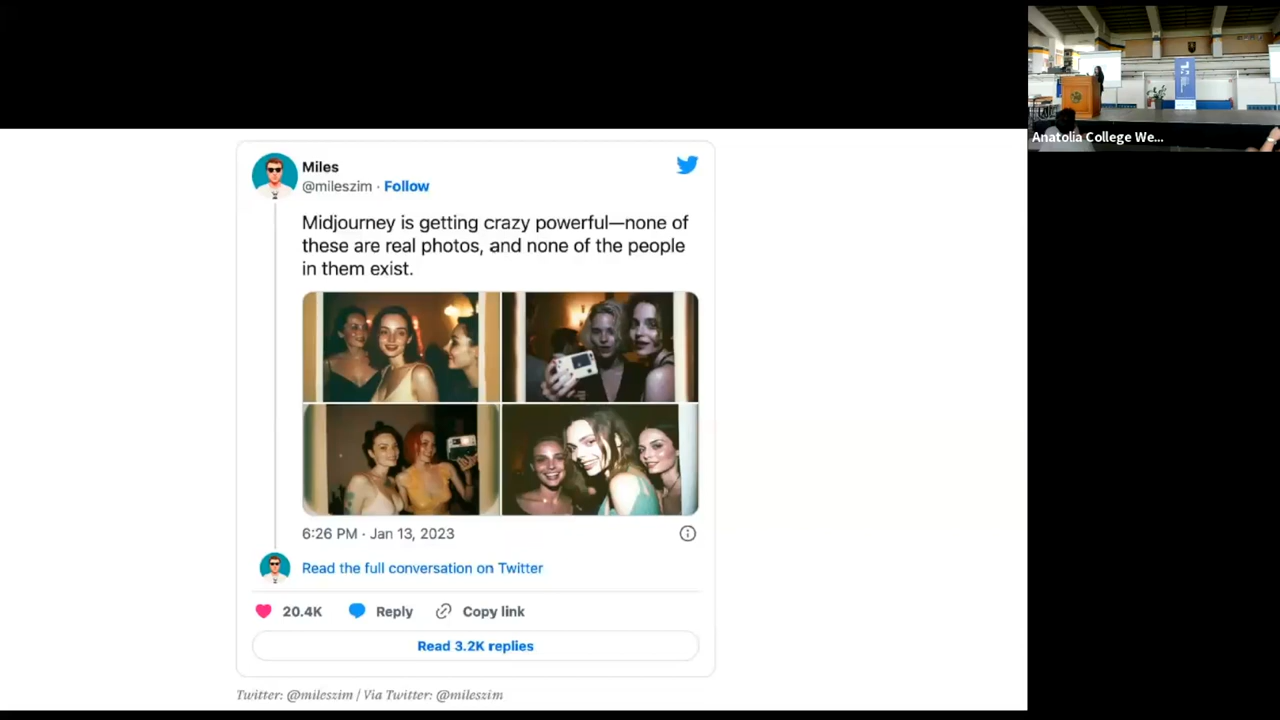 Miles
@mileszim · Follow
Midjourney is getting crazy powerful—none of
these are real photos, and none of the people
in them exist.
6:26 PM · Jan 13, 2023
Read the full conversation on Twitter
20.4K Reply Copy link
Read 3.2K replies
Twitter: @mileszim / Via Twitter: @mileszim
Anatolia College We...